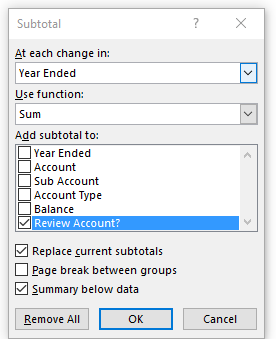 Subtotal ?
At each change in:
Year Ended
Use function:
Sum
Add subtotal to:
Year Ended
Account
Sub Account
Account Type
Balance
Review Account?
Replace current subtotals
Page break between groups
Summary below data
Remove All OK Cancel